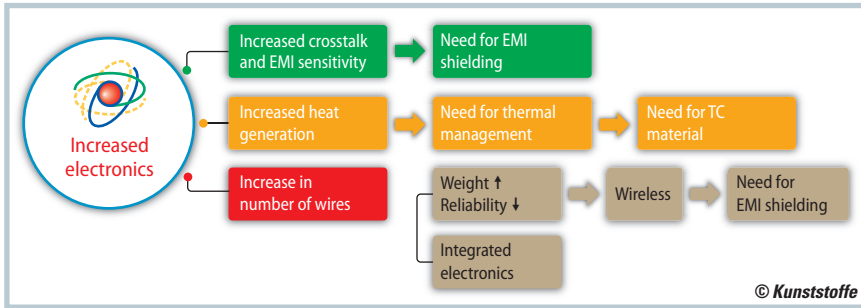 Increased
electronics
Increased crosstalk
and EMI sensitivity
Need for EMI
shielding
Increased heat
generation
Need for thermal
management
Need for TC
material
Increase in
number of wires
Weight ↑
Reliability ↓
Wireless
Need for
EMI shielding
Integrated
electronics
© Kunststoffe